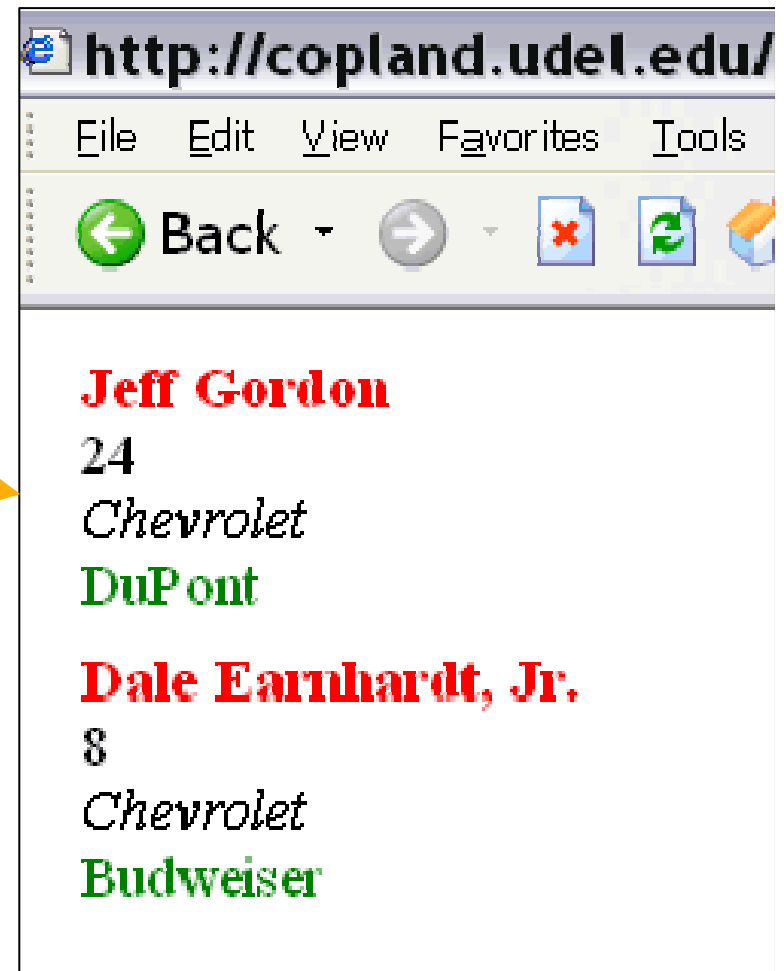 http://copland.udel.edu/
File Edit View Favorites Tools
Back
Jeff Gordon
24
Chevrolet
DuPont
Dale Earnhardt, Jr.
8
Chevrolet
Budweiser